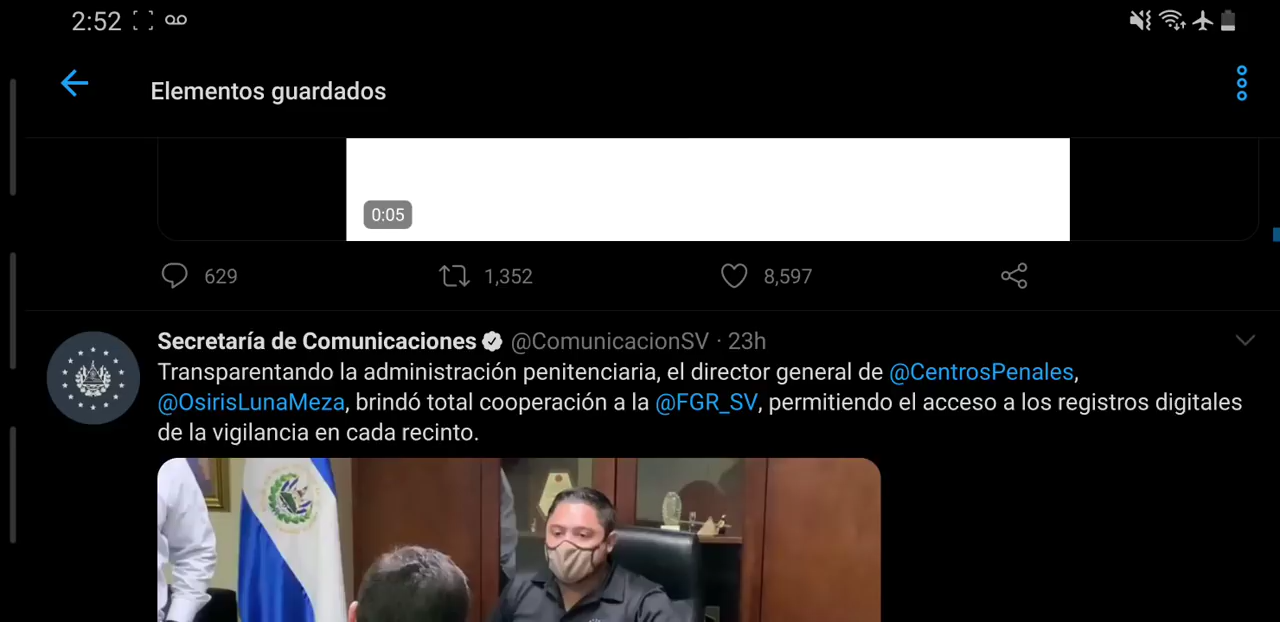 2:52
Elementos guardados
0:05
629 1,352 8,597
Secretaría de Comunicaciones @ComunicacionSV · 23h
Transparentando la administración penitenciaria, el director general de @CentrosPenales,
@OsirisLunaMeza, brindó total cooperación a la @FGR_SV, permitiendo el acceso a los registros digitales
de la vigilancia en cada recinto.